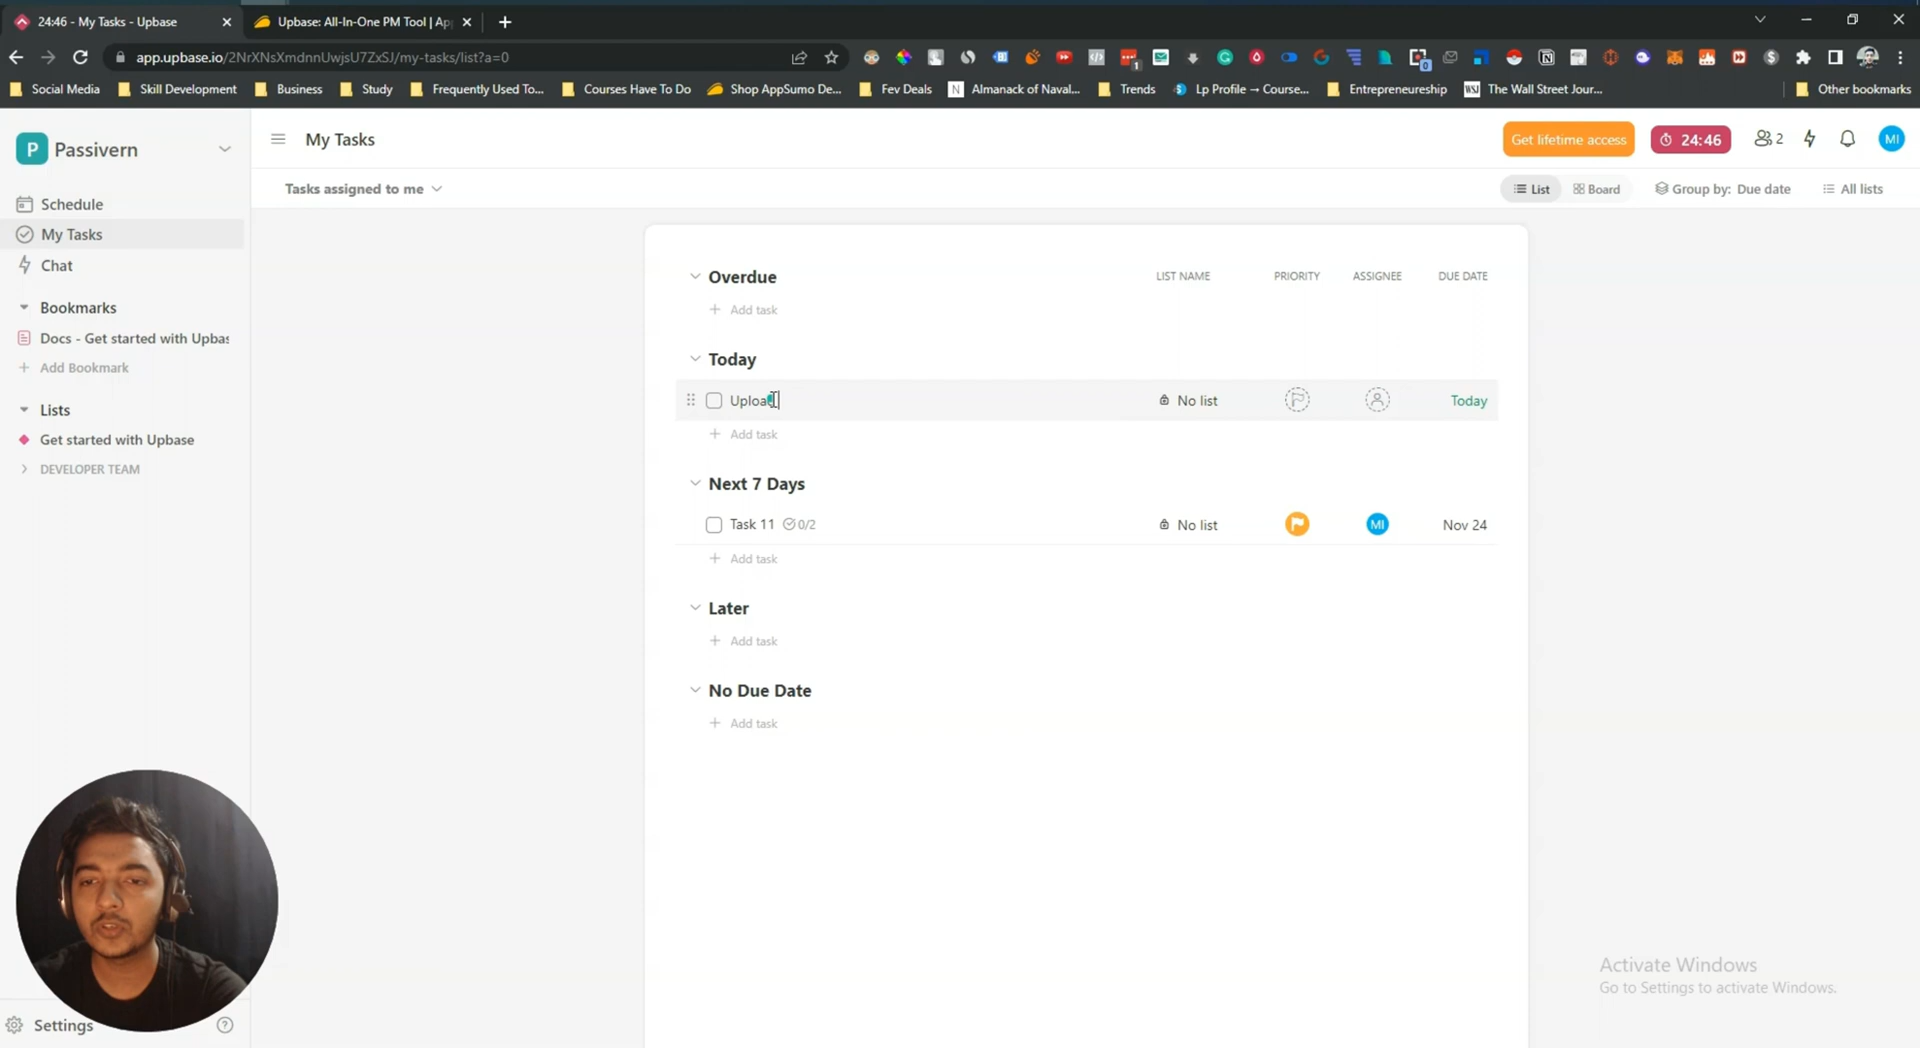 24:46 - My Tasks - Upbase
Upbase: All-In-One PM Tool | Ap
app.upbase.io/2NrXNsXmdnnUwjsU7ZxSJ/my-tasks/list?a=0
Social Media
Skill Development
Business
Study
Frequently Used To...
Courses Have To Do
Shop AppSumo De...
Fev Deals
Almanack of Naval...
Trends
Lp Profile → Course...
Entrepreneureship
WSJ The Wall Street Jour...
Other bookmarks
P Passivern
My Tasks
Get lifetime access
24:46
2
MI
Schedule
My Tasks
Chat
Bookmarks
Docs - Get started with Upbas
Add Bookmark
Lists
Get started with Upbase
DEVELOPER TEAM
Tasks assigned to me
List
Board
Group by: Due date
All lists
Overdue
LIST NAME
PRIORITY
ASSIGNEE
DUE DATE
Add task
Today
No list
Today
Add task
Next 7 Days
Task 11 0/2
No list
MI
Nov 24
Add task
Later
Add task
No Due Date
Add task
Activate Windows
Go to Settings to activate Windows.
Settings